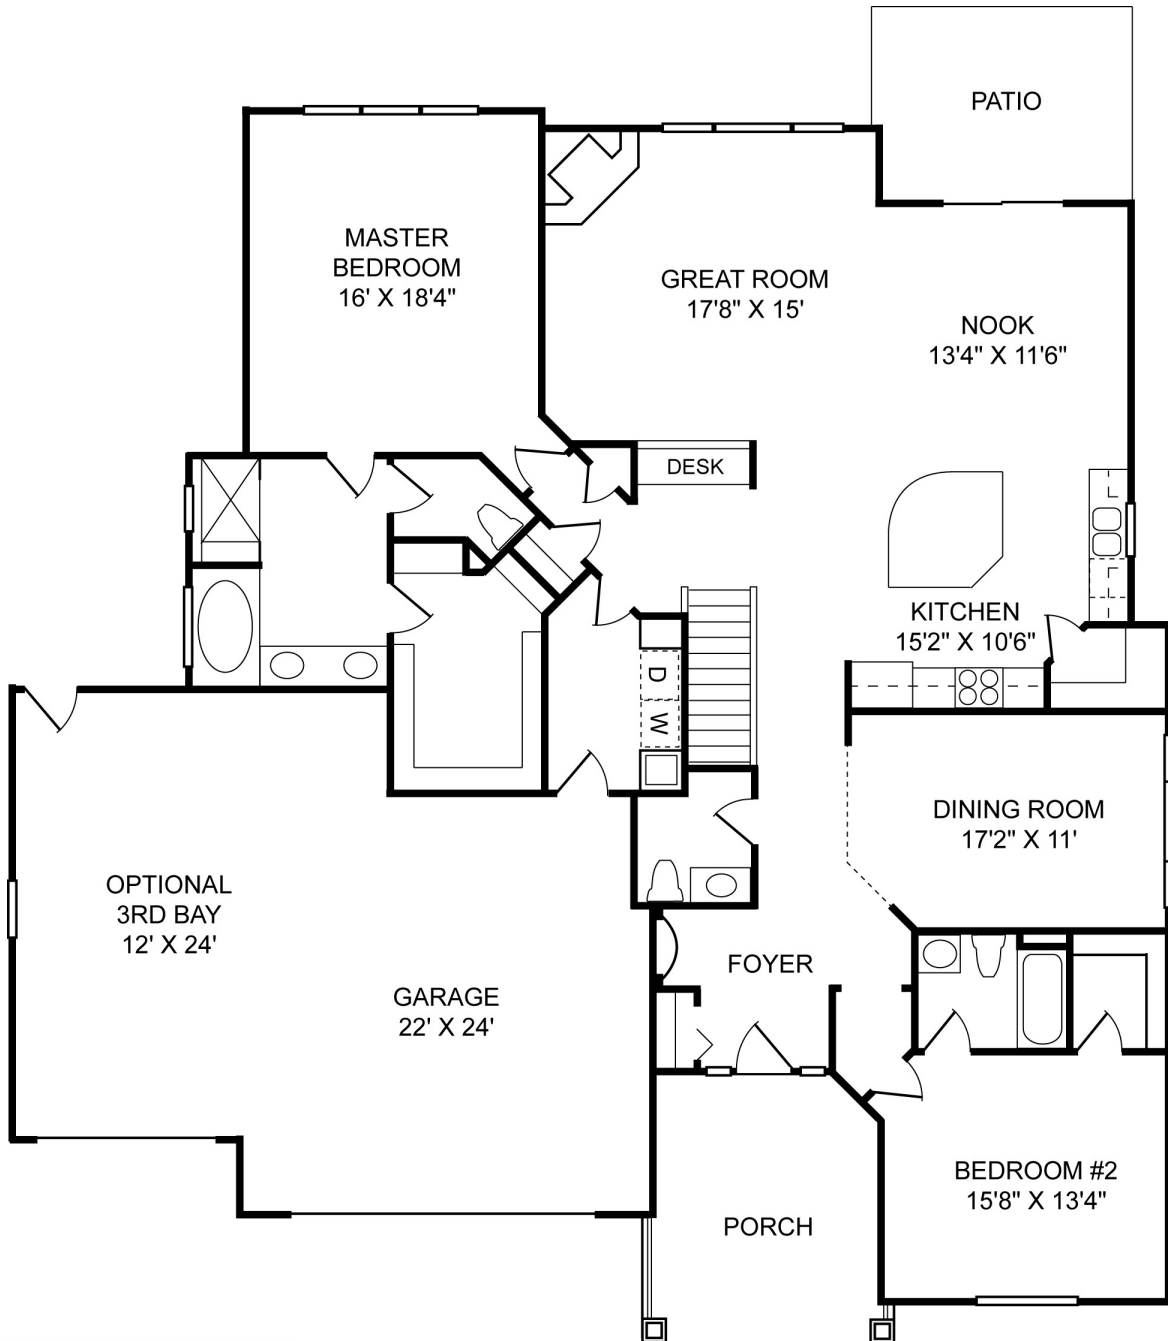 PATIO
MASTER
BEDROOM
16' X 18'4"
GREAT ROOM
17'8" X 15'
NOOK
13'4" X 11'6"
DESK
KITCHEN
15'2" X 10'6"
D
W
DINING ROOM
17'2" X 11'
OPTIONAL
3RD BAY
12' X 24'
GARAGE
22' X 24'
FOYER
BEDROOM #2
15'8" X 13'4"
PORCH